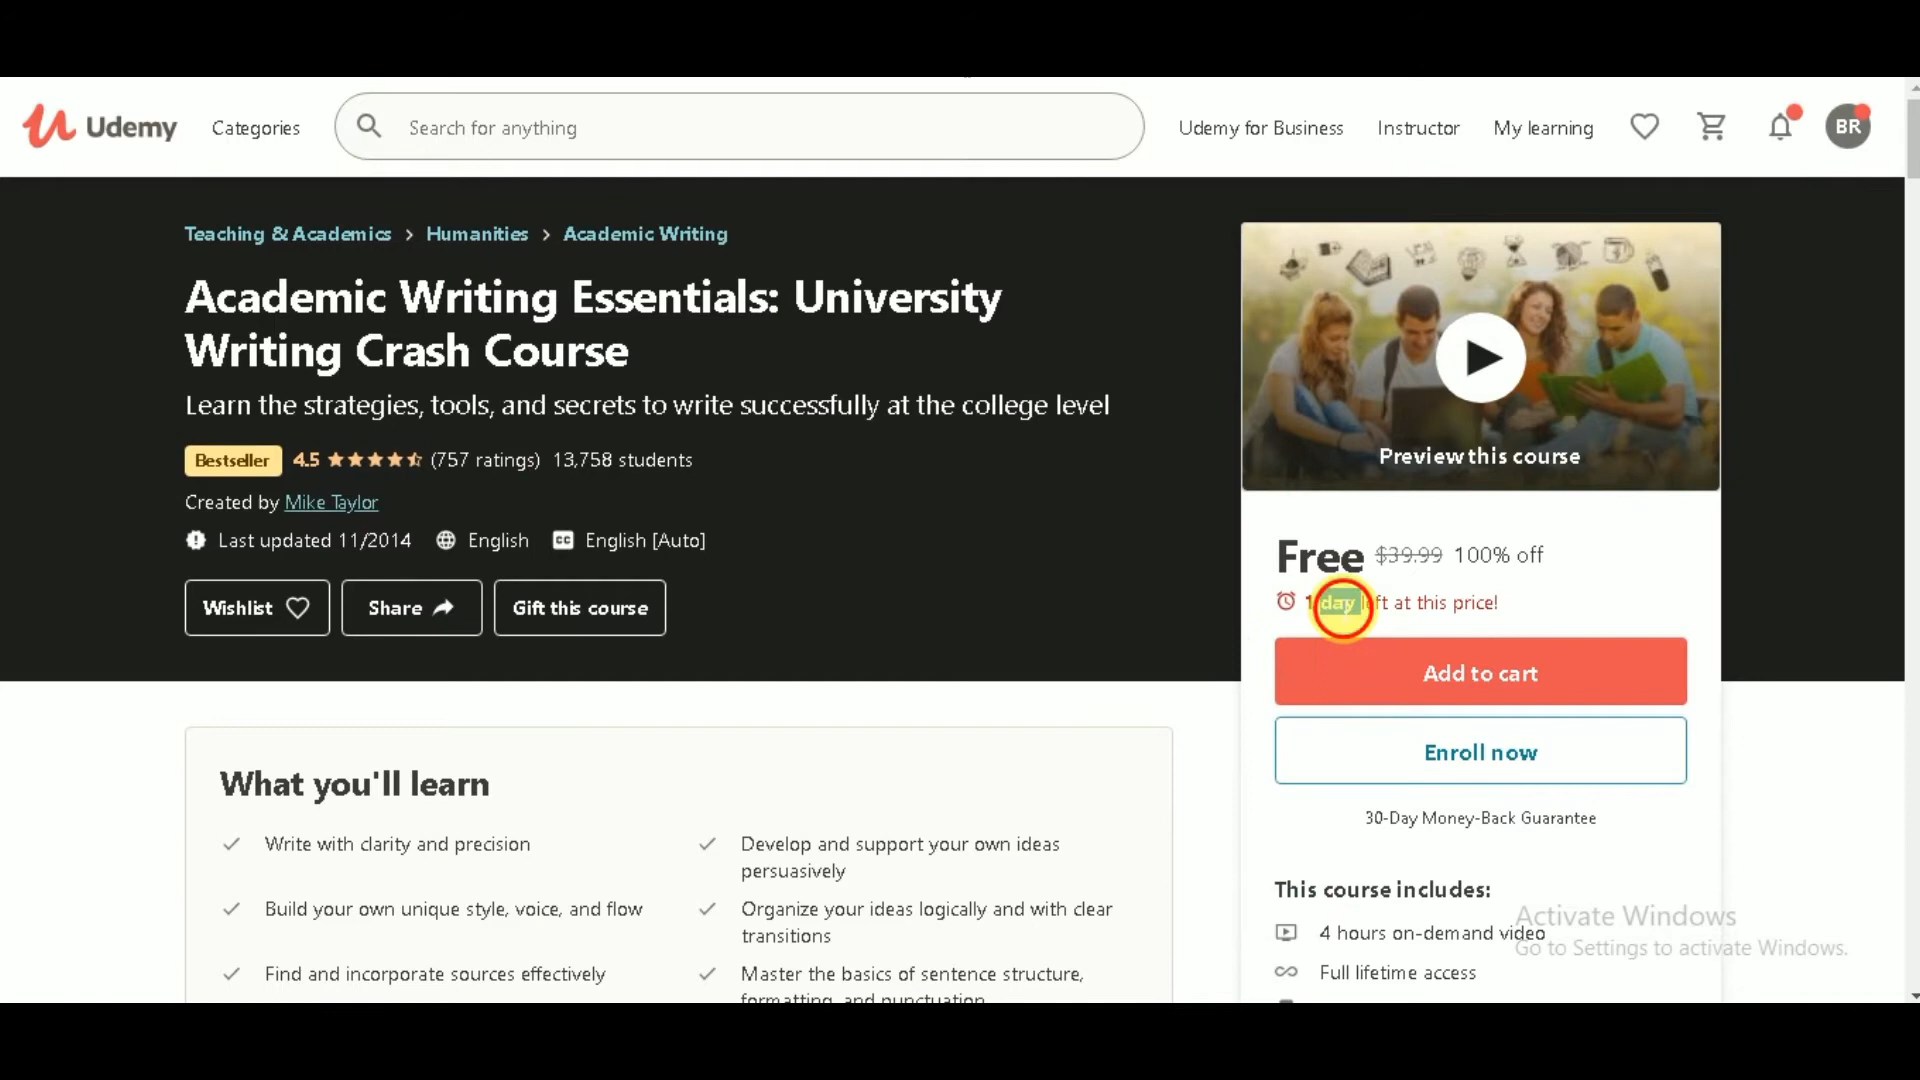 Udemy
Categories
Search for anything
Udemy for Business
Instructor
My learning
BR
Teaching & Academics > Humanities > Academic Writing
Academic Writing Essentials: University
Writing Crash Course
Learn the strategies, tools, and secrets to write successfully at the college level
Bestseller 4.5 (757 ratings) 13,758 students
Created by Mike Taylor
Last updated 11/2014 English CC English [Auto]
Wishlist
Share
Gift this course
Preview this course
Free $39.99 100% off
1 day left at this price!
Add to cart
Enroll now
30-Day Money-Back Guarantee
This course includes:
4 hours on-demand video
Full lifetime access
What you'll learn
Write with clarity and precision
Develop and support your own ideas
persuasively
Build your own unique style, voice, and flow
Organize your ideas logically and with clear
transitions
Find and incorporate sources effectively
Master the basics of sentence structure,
formatting, and punctuation
Activate Windows
Go to Settings to activate Windows.